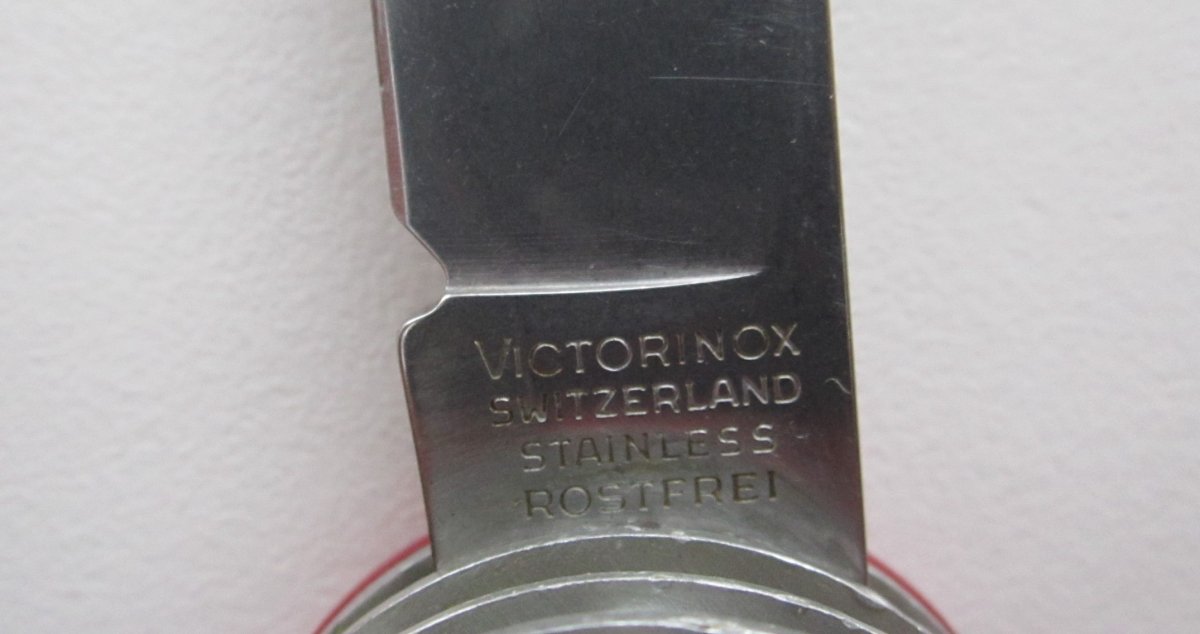 VICTORINOX
SWITZERLAND
STAINLESS
ROSTFREI